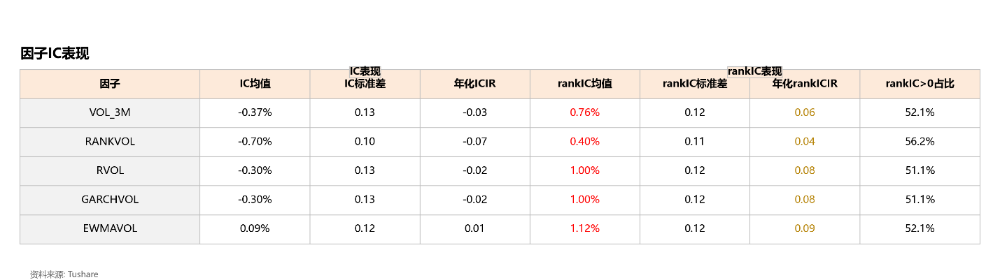 因子IC表现
IC表现 rankIC表现
因子 IC均值 IC标准差 年化ICIR rankIC均值 rankIC标准差 年化rankICIR rankIC>0占比
VOL_3M -0.37% 0.13 -0.03 0.76% 0.12 0.06 52.1%
RANKVOL -0.70% 0.10 -0.07 0.40% 0.11 0.04 56.2%
RVOL -0.30% 0.13 -0.02 1.00% 0.12 0.08 51.1%
GARCHVOL -0.30% 0.13 -0.02 1.00% 0.12 0.08 51.1%
EWMAVOL 0.09% 0.12 0.01 1.12% 0.12 0.09 52.1%
资料来源: Tushare